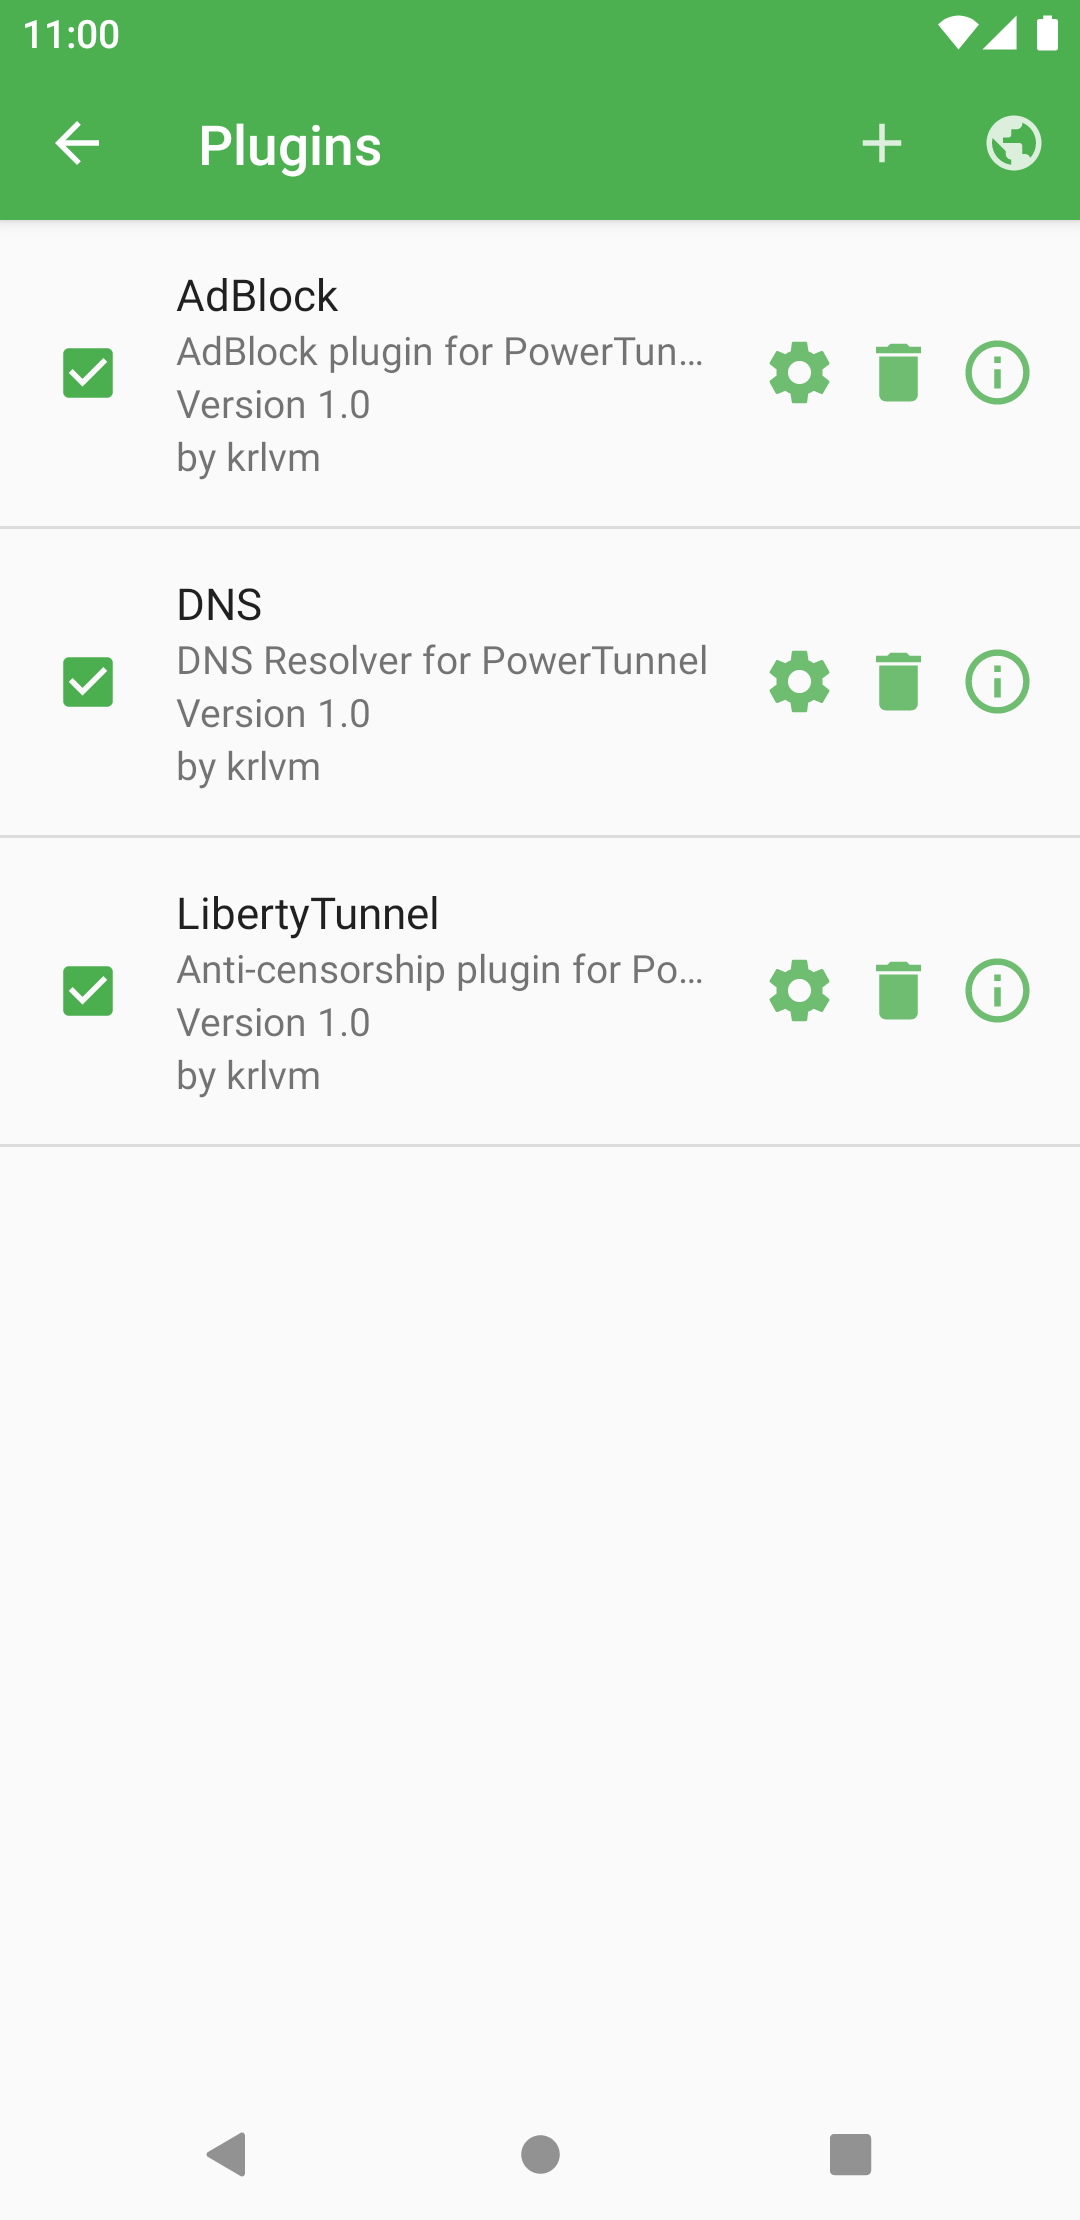 11:00
Plugins
AdBlock
AdBlock plugin for PowerTun...
Version 1.0
by krlvm
DNS
DNS Resolver for PowerTunnel
Version 1.0
by krlvm
LibertyTunnel
Anti-censorship plugin for Po...
Version 1.0
by krlvm